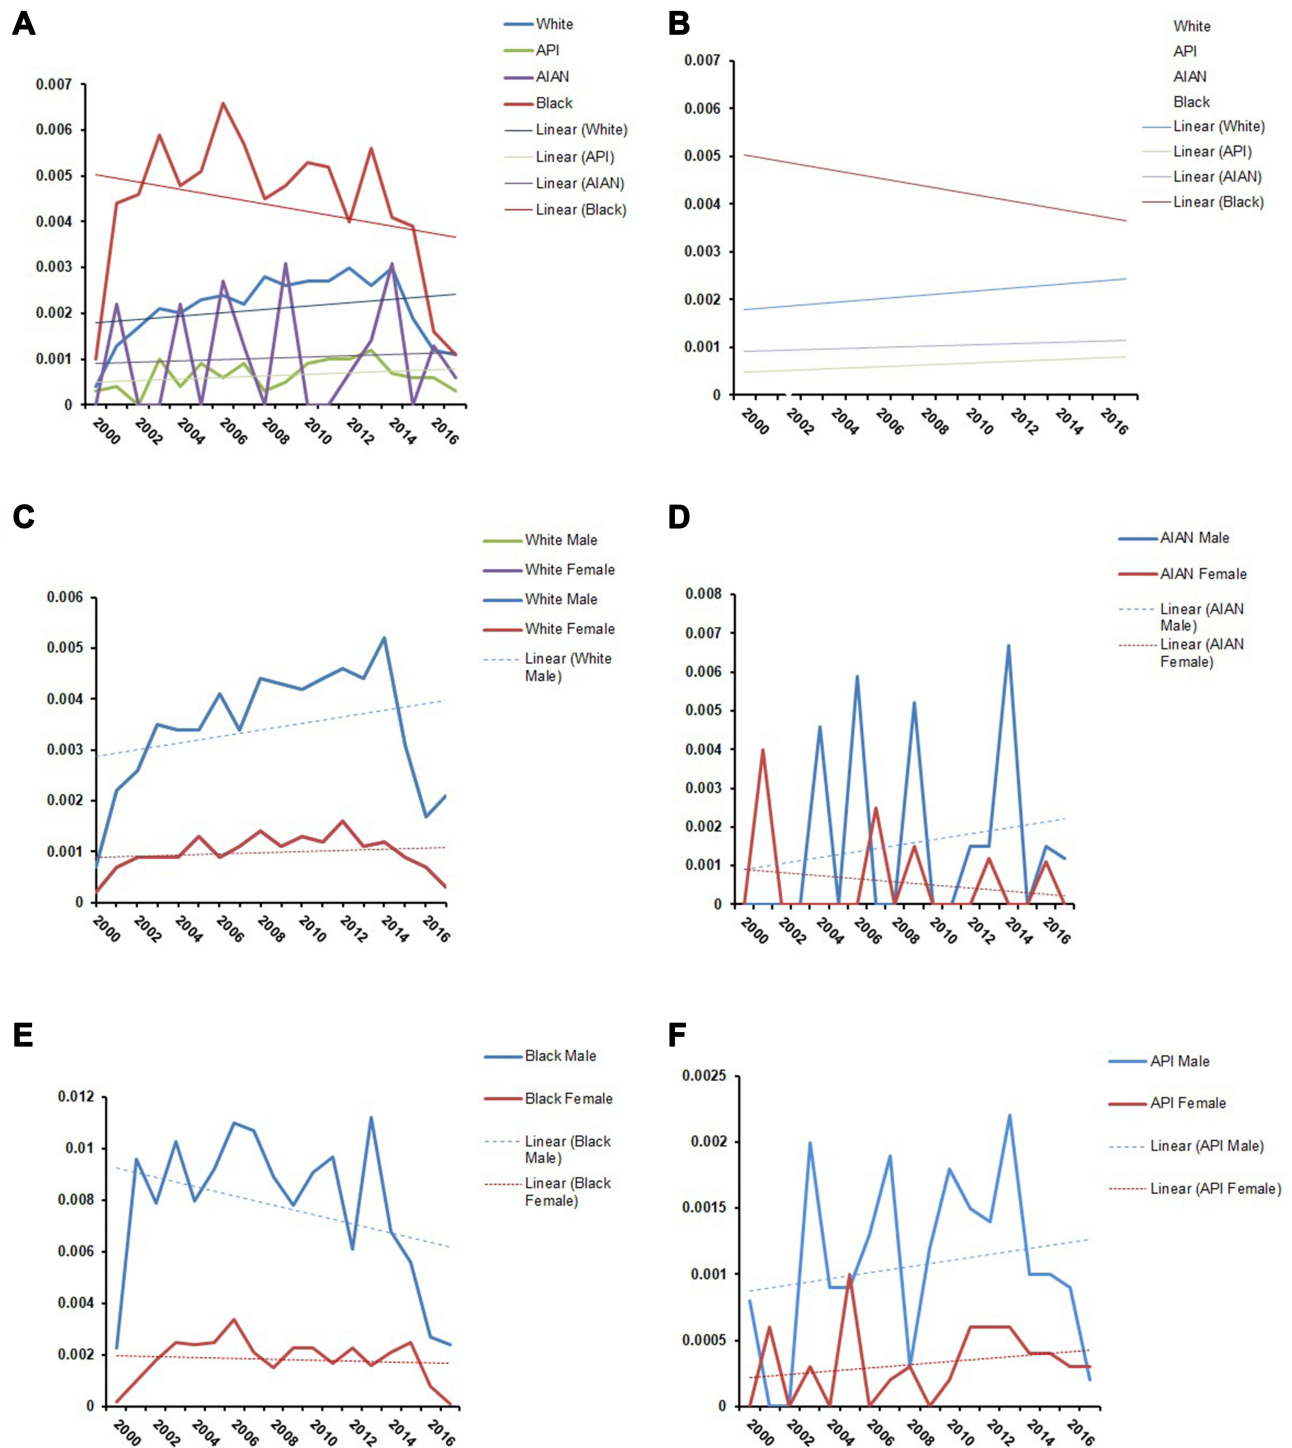 A
White
API
AIAN
Black
Linear (White)
Linear (API)
Linear (AIAN)
Linear (Black)
0.007
0.006
0.005
0.004
0.003
0.002
0.001
0
2000 2002 2004 2006 2008 2010 2012 2014 2016
B
White
API
AIAN
Black
Linear (White)
Linear (API)
Linear (AIAN)
Linear (Black)
0.007
0.006
0.005
0.004
0.003
0.002
0.001
0
2000 2002 2004 2006 2008 2010 2012 2014 2016
C
White Male
White Female
White Male
White Female
Linear (White
Male)
0.006
0.005
0.004
0.003
0.002
0.001
0
2000 2002 2004 2006 2008 2010 2012 2014 2016
D
AIAN Male
AIAN Female
Linear (AIAN
Male)
Linear (AIAN
Female)
0.008
0.007
0.006
0.005
0.004
0.003
0.002
0.001
0
2000 2002 2004 2006 2008 2010 2012 2014 2016
E
Black Male
Black Female
Linear (Black
Male)
Linear (Black
Female)
0.012
0.01
0.008
0.006
0.004
0.002
0
2000 2002 2004 2006 2008 2010 2012 2014 2016
F
API Male
API Female
Linear (API Male)
Linear (API Female)
0.0025
0.002
0.0015
0.001
0.0005
0
2000 2002 2004 2006 2008 2010 2012 2014 2016